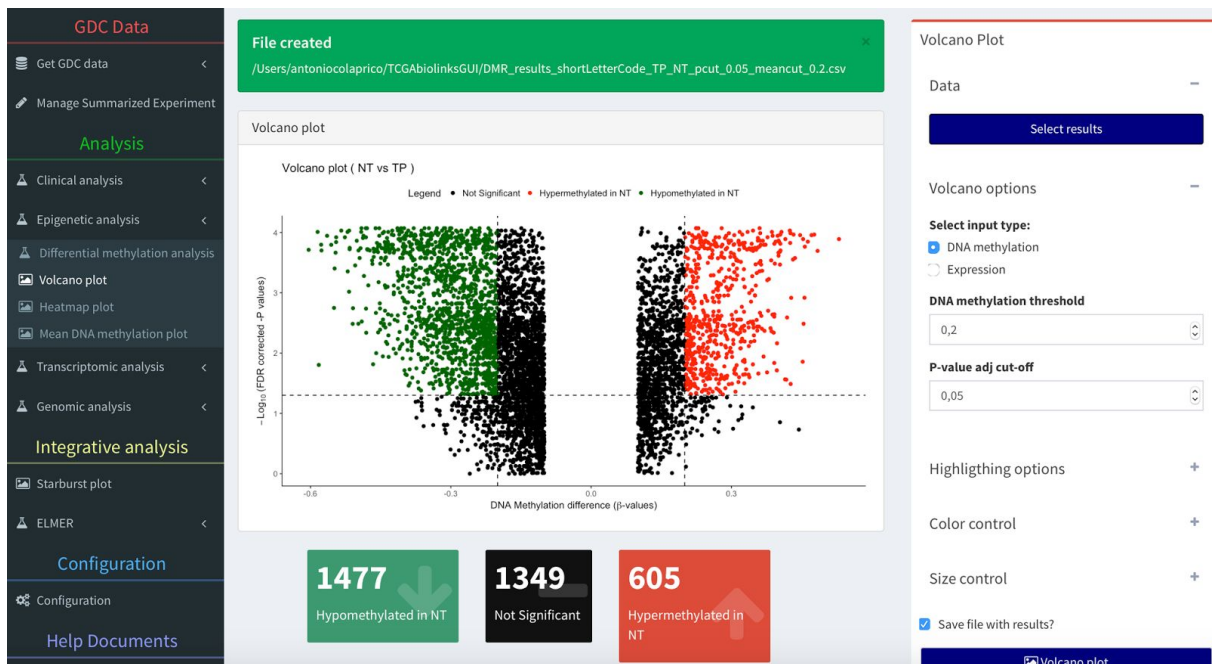 GDC Data
Get GDC data
Manage Summarized Experiment
Analysis
Clinical analysis
Epigenetic analysis
Differential methylation analysis
Volcano plot
Heatmap plot
Mean DNA methylation plot
Transcriptomic analysis
Genomic analysis
Integrative analysis
Starburst plot
ELMER
Configuration
Configuration
Help Documents
File created
/Users/antoniocolaprico/TCGAbiolinksGUI/DMR_results_shortLetterCode_TP_NT_pcut_0.05_meancut_0.2.csv
Volcano plot
Volcano plot ( NT vs TP )
Legend Not Significant Hypermethylated in NT Hypomethylated in NT
-Log10 (FDR corrected -P values)
4
3
2
1
0
-0.6 -0.3 0.0 0.3
DNA Methylation difference (β-values)
1477
Hypomethylated in NT
1349
Not Significant
605
Hypermethylated in
NT
Volcano Plot
Data
Select results
Volcano options
Select input type:
DNA methylation
Expression
DNA methylation threshold
0,2
P-value adj cut-off
0,05
Highligthing options
Color control
Size control
Save file with results?
Volcano plot